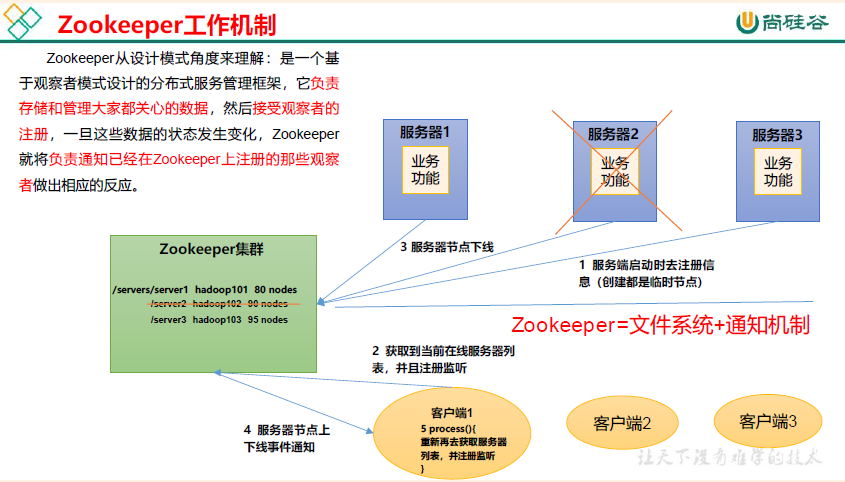 Zookeeper工作机制
尚硅谷
Zookeeper从设计模式角度来理解：是一个基
于观察者模式设计的分布式服务管理框架，它负责
存储和管理大家都关心的数据，然后接受观察者的
注册，一旦这些数据的状态发生变化，Zookeeper
就将负责通知已经在Zookeeper上注册的那些观察
者做出相应的反应。
服务器1
业务
功能
服务器2
业务
功能
服务器3
业务
功能
3 服务器节点下线
1 服务端启动时去注册信
息（创建都是临时节点）
Zookeeper集群
/servers/server1 hadoop101 80 nodes
/server2 hadoop102 90 nodes
/server3 hadoop103 95 nodes
Zookeeper=文件系统+通知机制
2 获取到当前在线服务器列
表，并且注册监听
4 服务器节点上
下线事件通知
客户端1
5 process(){
重新再去获取服务器
列表，并注册监听
}
客户端2
客户端3
让天下没有难学的技术